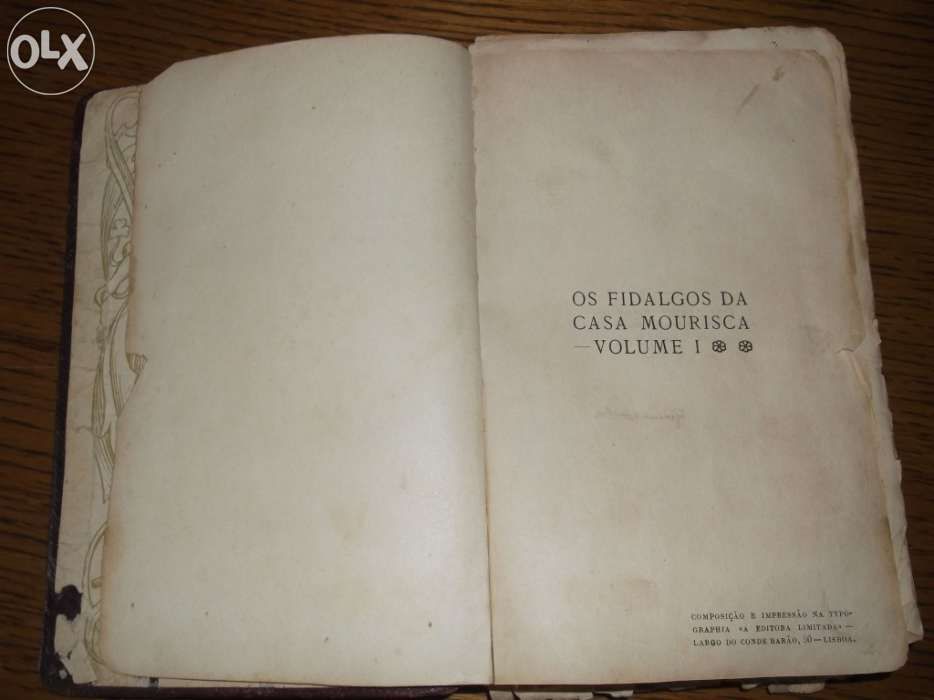 OLX
OS FIDALGOS DA
CASA MOURISCA
—VOLUME I
COMPOSIÇÃO E IMPRESSÃO NA TYPO-
GRAPHIA «A EDITORA LIMITADA» —
LARGO DO CONDE BARÃO, 50—LISBOA.